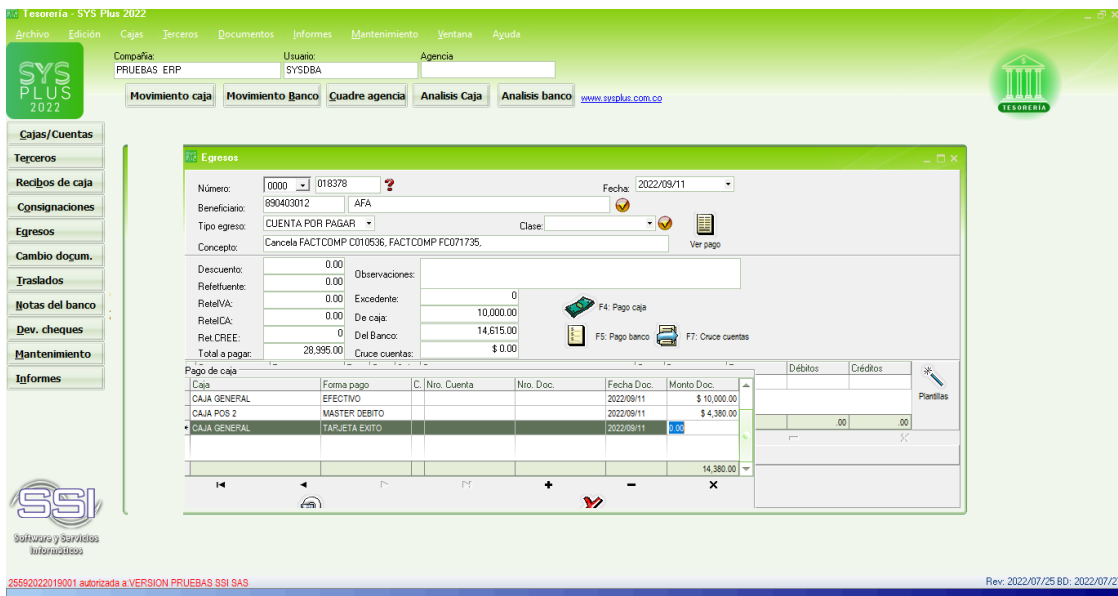 Tesorería - SYS Plus 2022
Archivo Edición Cajas Terceros Documentos Informes Mantenimiento Ventana Ayuda
SYS
PLUS
2022
Compañia: Usuario: Agencia
PRUEBAS ERP SYSDBA
Movimiento caja Movimiento Banco Cuadre agencia Analisis Caja Analisis banco www.sysplus.com.co
TESORERÍA
Cajas/Cuentas
Terceros
Recibos de caja
Consignaciones
Egresos
Cambio docum.
Traslados
Notas del banco
Dev. cheques
Mantenimiento
Informes
Egresos
Número: 0000 018378 ? Fecha: 2022/09/11
Beneficiario: 890403012 AFA
Tipo egreso: CUENTA POR PAGAR Clase:
Concepto: Cancela FACTCOMP C010536, FACTCOMP FC071735, Ver pago
Descuento: 0.00 Observaciones:
Refetfuente: 0.00
ReteIVA: 0.00 Excedente: 0
ReteICA: 0.00 De caja: 10,000.00 F4: Pago caja
Ret.CREE: 0 Del Banco: 14,615.00 F5: Pago banco F7: Cruce cuentas
Total a pagar: 28,995.00 Cruce cuentas: $ 0.00
Pago de caja Débitos Créditos
Caja Forma pago C. Nro. Cuenta Nro. Doc. Fecha Doc. Monto Doc.
CAJA GENERAL EFECTIVO 2022/09/11 $ 10,000.00
CAJA POS 2 MASTER DEBITO 2022/09/11 $ 4,380.00
CAJA GENERAL TARJETA EXITO 2022/09/11 0.00
14,380.00
Plantillas
.00 .00
SSI
Software y Servicios
Informáticos
25592022019001 autorizada a:VERSION PRUEBAS SSI SAS
Rev: 2022/07/25 BD: 2022/07/2